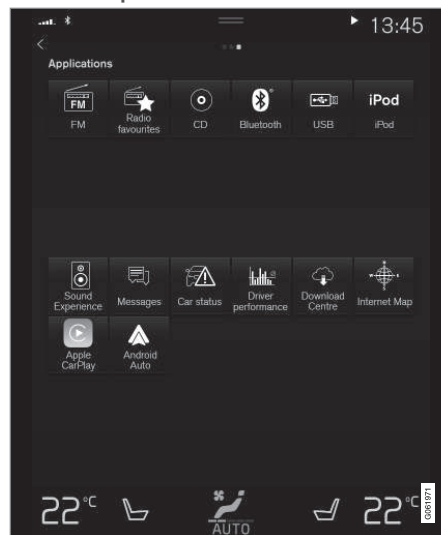 13:45
Applications
FM
FM
Radio
favourites
CD
Bluetooth
USB
iPod
iPod
Sound
Experience
Messages
Car status
Driver
performance
Download
Centre
Internet Map
Apple
CarPlay
Android
Auto
22°C
AUTO
22°C
G061971